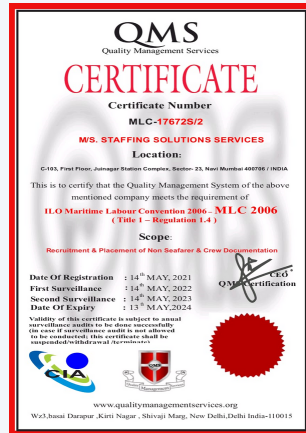 QMS
Quality Management Services
CERTIFICATE
Certificate Number
MLC-17672S/2
M/S. STAFFING SOLUTIONS SERVICES
Location:
C-103, First Floor, Juinagar Station Complex, Sector- 23, Navi Mumbai 400706 / INDIA
This is to certify that the Quality Management System of the above
mentioned company meets the requirement of
ILO Maritime Labour Convention 2006 - MLC 2006
( Title 1 – Regulation 1.4 )
Scope:
Recruitment & Placement of Non Seafarer & Crew Documentation
Date Of Registration : 14th MAY, 2021
First Surveillance : 14th MAY, 2022
Second Surveillance : 14th MAY, 2023
Date Of Expiry : 13th MAY,2024
CEO
QMS Certification
Validity of this certificate is subject to anual
surveillance audits to be done successfully
(in case if surveillance audit is not allowed
to be conducted; this certificate shall be
suspended/withdrawal /terminate)
CIA
www.qualitymanagementservices.org
Wz3,basai Darapur ,Kirti Nagar , Shivaji Marg, New Delhi,Delhi India-110015